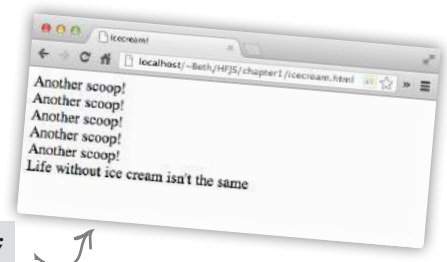 icecream!
localhost/~Beth/HFJS/chapter1/icecream.html
Another scoop!
Another scoop!
Another scoop!
Another scoop!
Another scoop!
Life without ice cream isn't the same